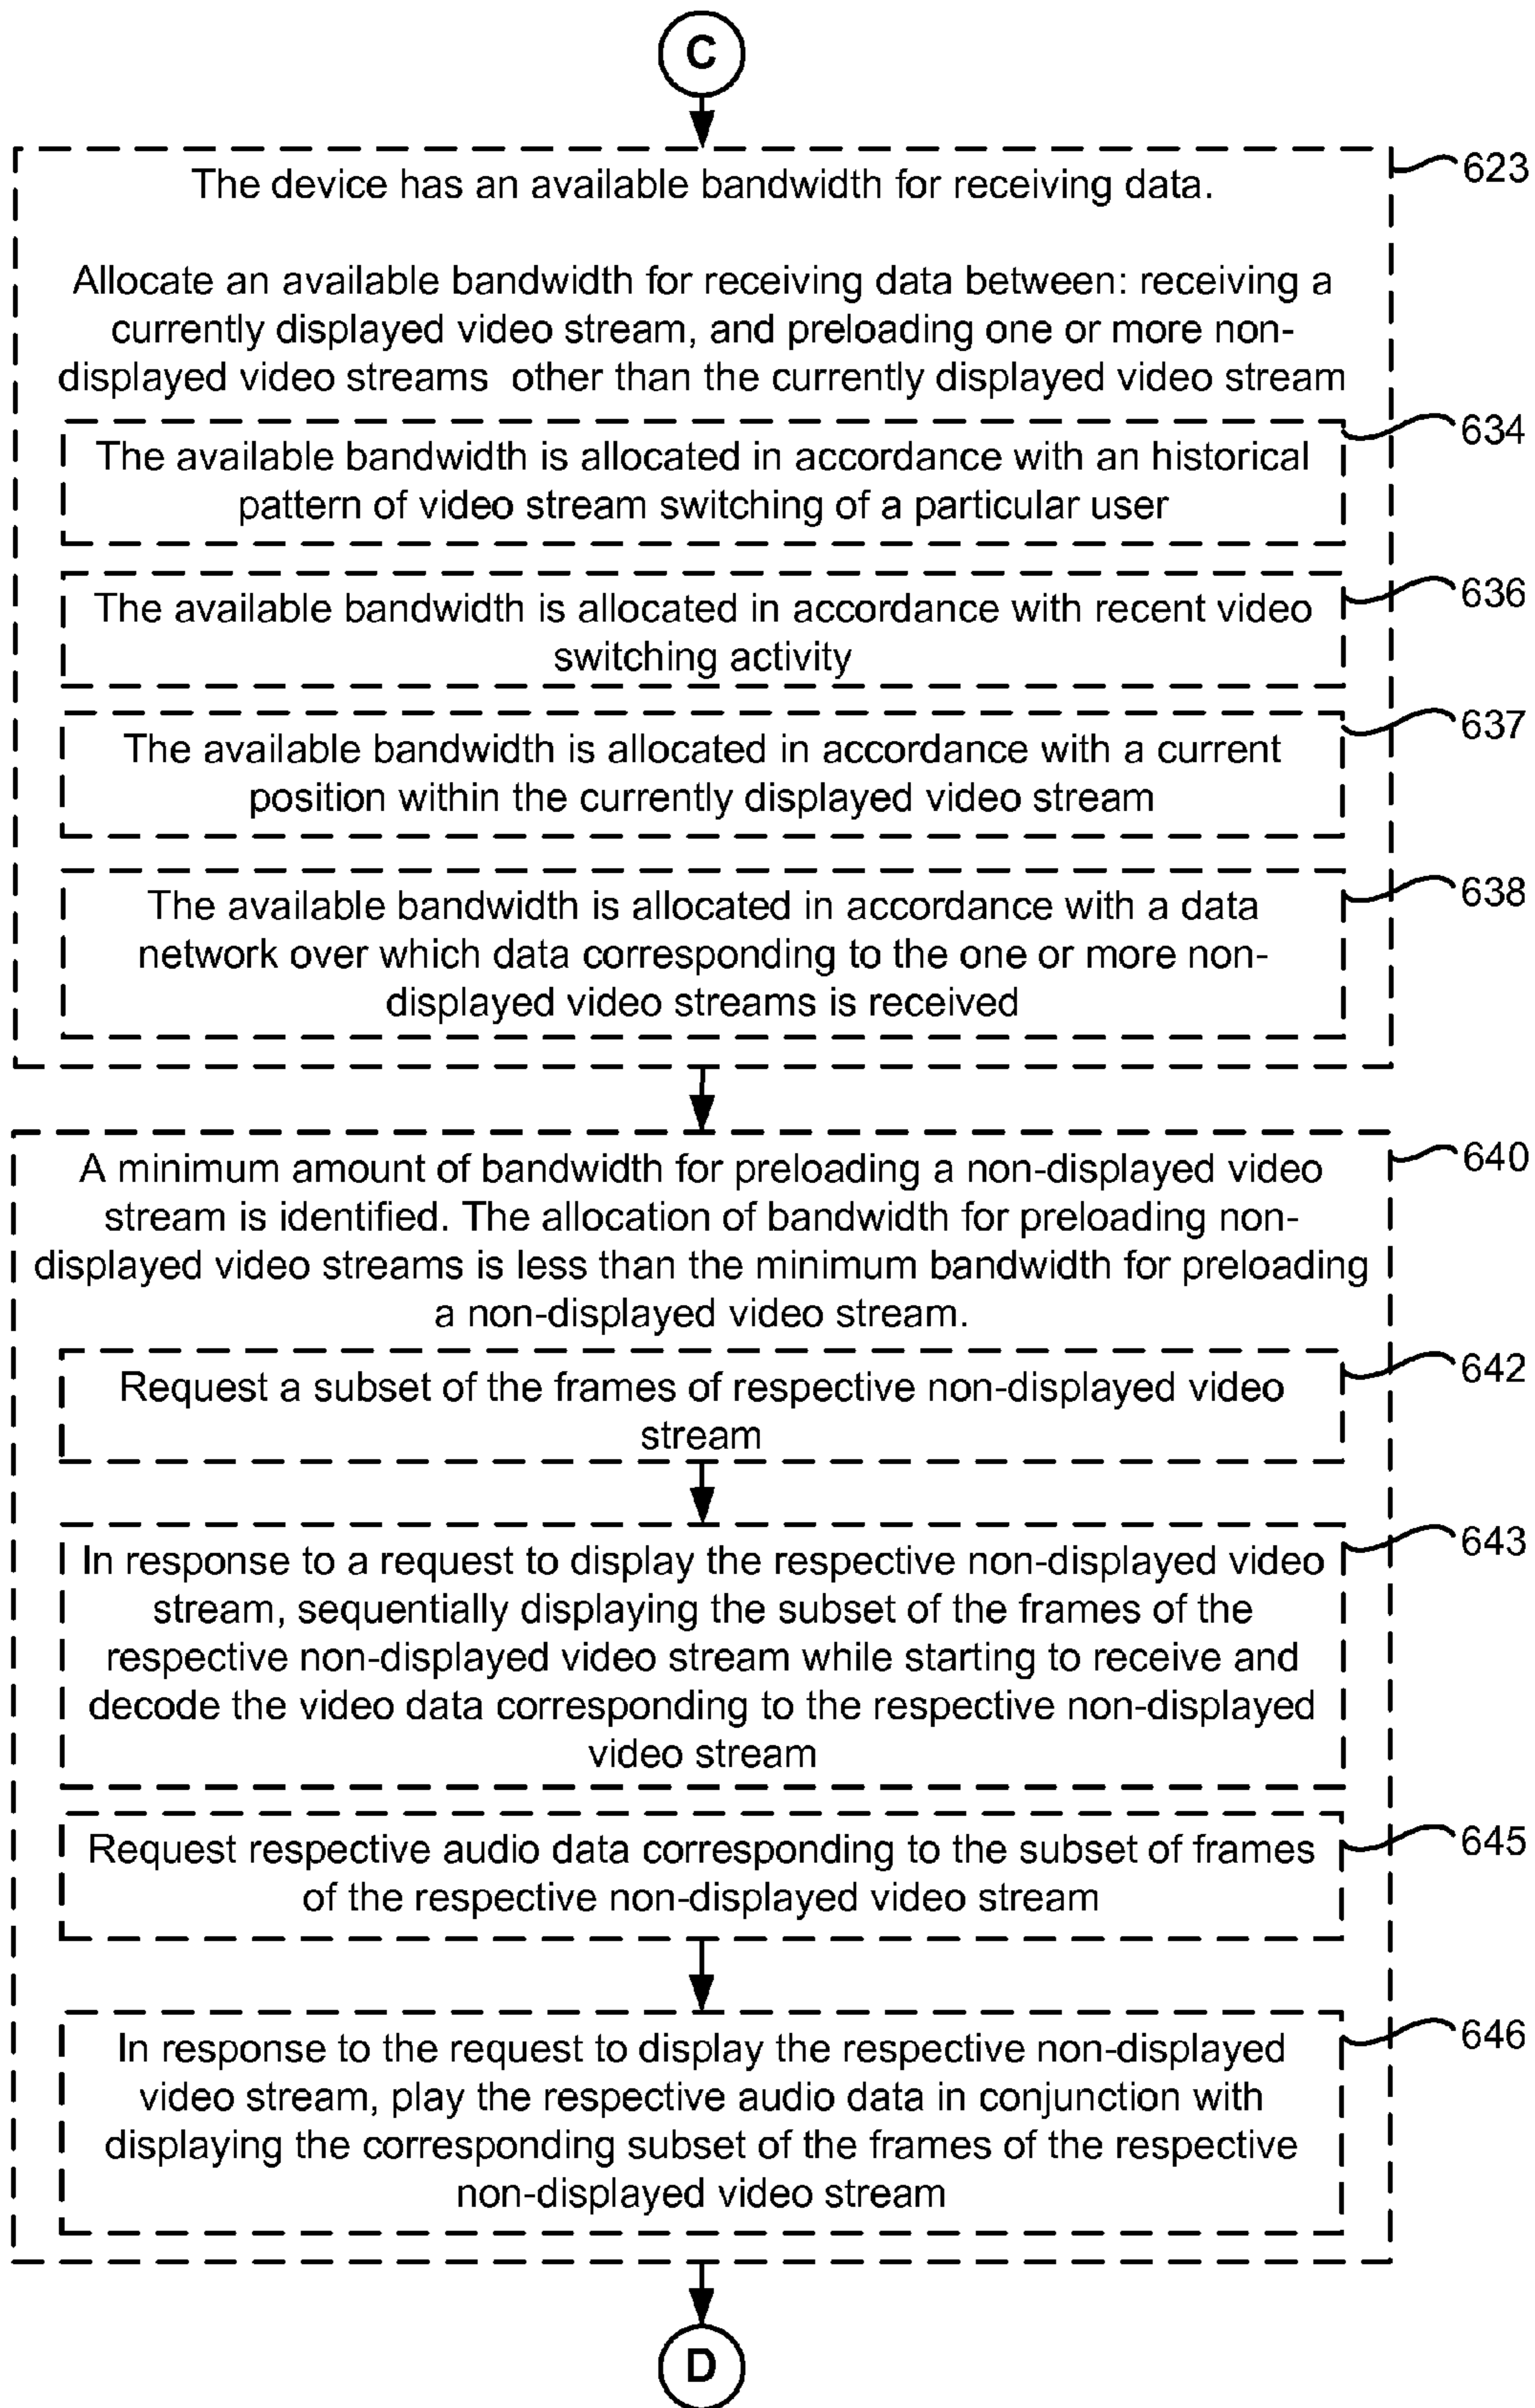 C
The device has an available bandwidth for receiving data.
623
Allocate an available bandwidth for receiving data between: receiving a
currently displayed video stream, and preloading one or more non-
displayed video streams other than the currently displayed video stream
634
The available bandwidth is allocated in accordance with an historical
pattern of video stream switching of a particular user
636
The available bandwidth is allocated in accordance with recent video
switching activity
637
The available bandwidth is allocated in accordance with a current
position within the currently displayed video stream
638
The available bandwidth is allocated in accordance with a data
network over which data corresponding to the one or more non-
displayed video streams is received
640
A minimum amount of bandwidth for preloading a non-displayed video
stream is identified. The allocation of bandwidth for preloading non-
displayed video streams is less than the minimum bandwidth for preloading
a non-displayed video stream.
642
Request a subset of the frames of respective non-displayed video
stream
643
In response to a request to display the respective non-displayed video
stream, sequentially displaying the subset of the frames of the
respective non-displayed video stream while starting to receive and
decode the video data corresponding to the respective non-displayed
video stream
645
Request respective audio data corresponding to the subset of frames
of the respective non-displayed video stream
646
In response to the request to display the respective non-displayed
video stream, play the respective audio data in conjunction with
displaying the corresponding subset of the frames of the respective
non-displayed video stream
D